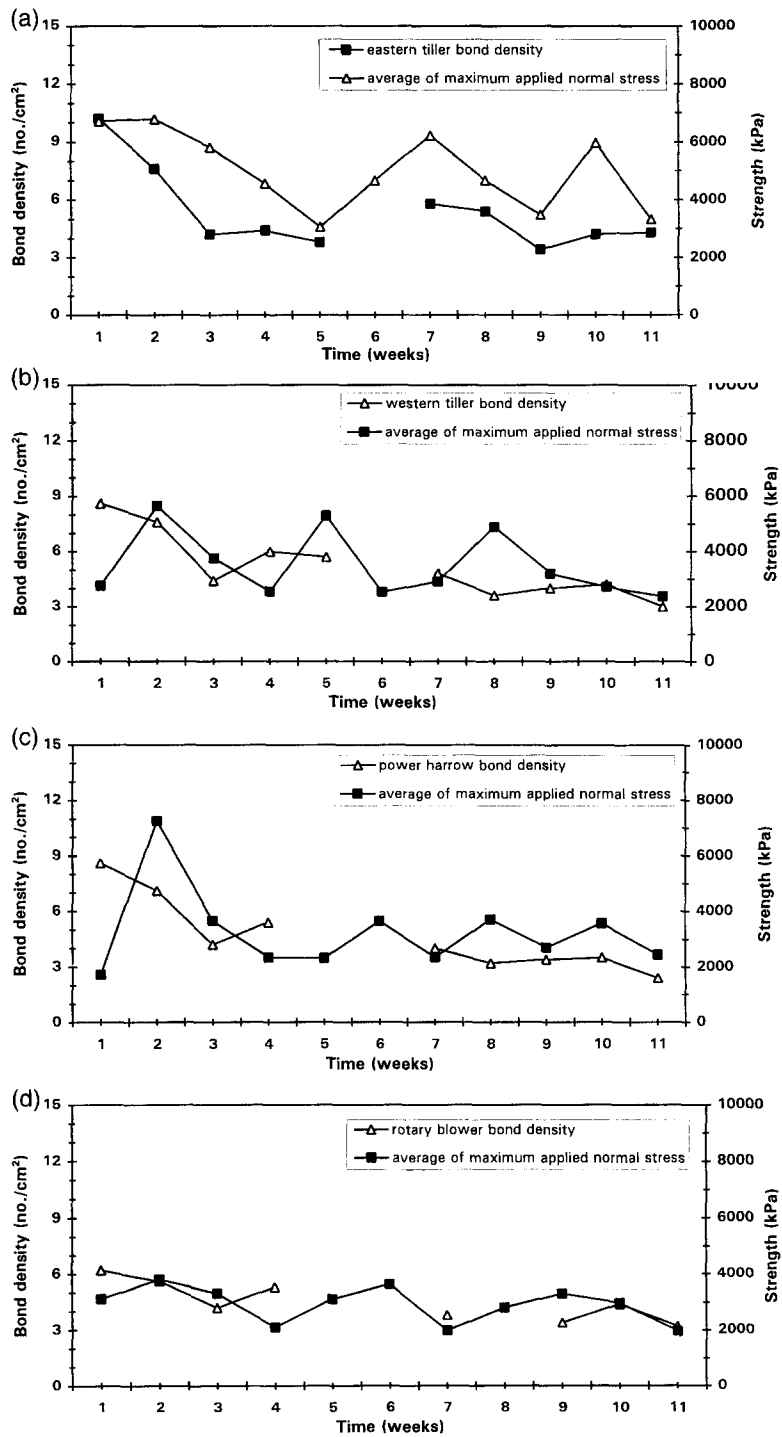 (a)
15
12
9
6
3
0
Bond density (no./cm²)
eastern tiller bond density
average of maximum applied normal stress
10000
8000
6000
4000
2000
0
Strength (kPa)
1 2 3 4 5 6 7 8 9 10 11
Time (weeks)
(b)
15
12
9
6
3
0
Bond density (no./cm²)
western tiller bond density
average of maximum applied normal stress
10000
8000
6000
4000
2000
0
Strength (kPa)
1 2 3 4 5 6 7 8 9 10 11
Time (weeks)
(c)
15
12
9
6
3
0
Bond density (no./cm²)
power harrow bond density
average of maximum applied normal stress
10000
8000
6000
4000
2000
0
Strength (kPa)
1 2 3 4 5 6 7 8 9 10 11
Time (weeks)
(d)
15
12
9
6
3
0
Bond density (no./cm²)
rotary blower bond density
average of maximum applied normal stress
10000
8000
6000
4000
2000
0
Strength (kPa)
1 2 3 4 5 6 7 8 9 10 11
Time (weeks)